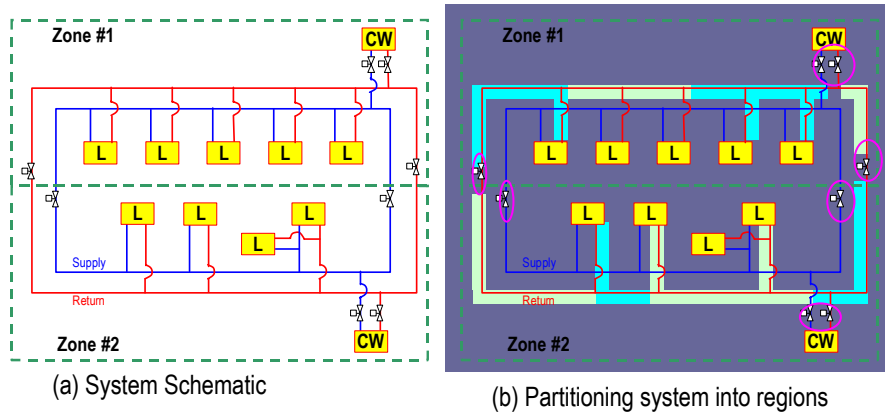 Zone #1
CW
L
L
L
L
L
L
L
L
L
Supply
Return
CW
Zone #2
(a) System Schematic
Zone #1
CW
L
L
L
L
L
L
L
L
L
Supply
Return
CW
Zone #2
(b) Partitioning system into regions